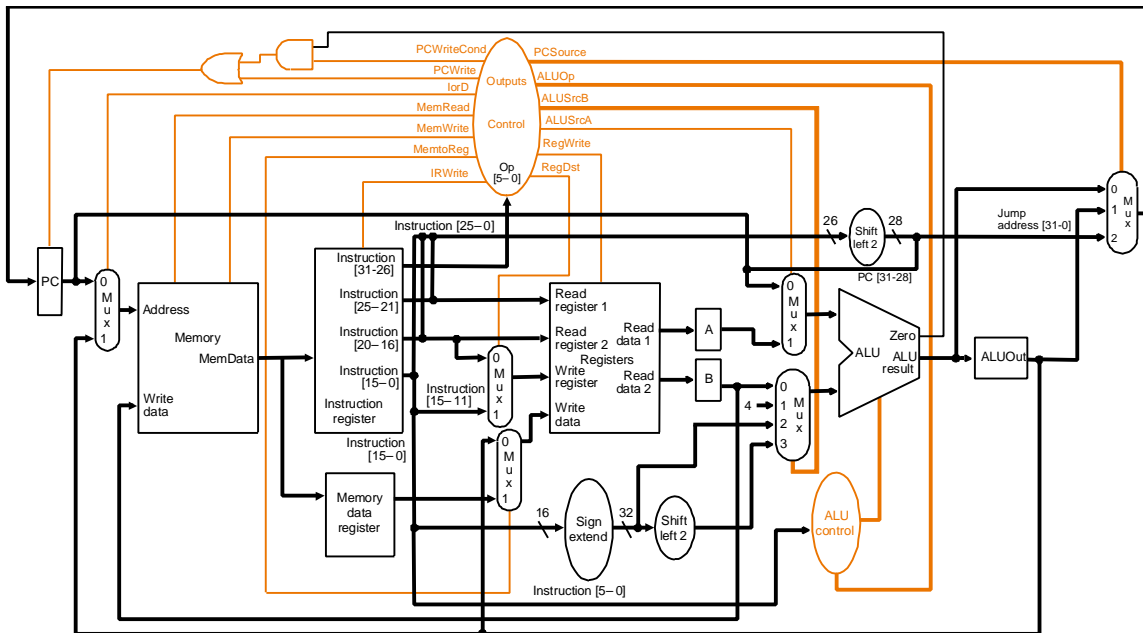 PCWriteCond
PCWrite
IorD
MemRead
MemWrite
MemtoReg
IRWrite
Outputs
Control
Op
[5–0]
PCSource
ALUOp
ALUSrcB
ALUSrcA
RegWrite
RegDst
PC
0
M
u
x
1
Address
Memory
MemData
Write
data
Instruction
[31-26]
Instruction
[25–21]
Instruction
[20–16]
Instruction
[15–0]
Instruction
register
Instruction [25–0]
Instruction
[15–11]
Instruction
[15–0]
Memory
data
register
0
M
u
x
1
0
M
u
x
1
Read
register 1
Read
register 2
Registers
Write
register
Write
data
Read
data 1
Read
data 2
16
Sign
extend
32
Shift
left 2
Instruction [5–0]
A
B
4
26
Shift
left 2
28
PC [31-28]
Jump
address [31-0]
0
M
u
x
1
0
1
2
3
M
u
x
Zero
ALU
ALU
result
ALUOut
ALU
control
0
1
2
M
u
x